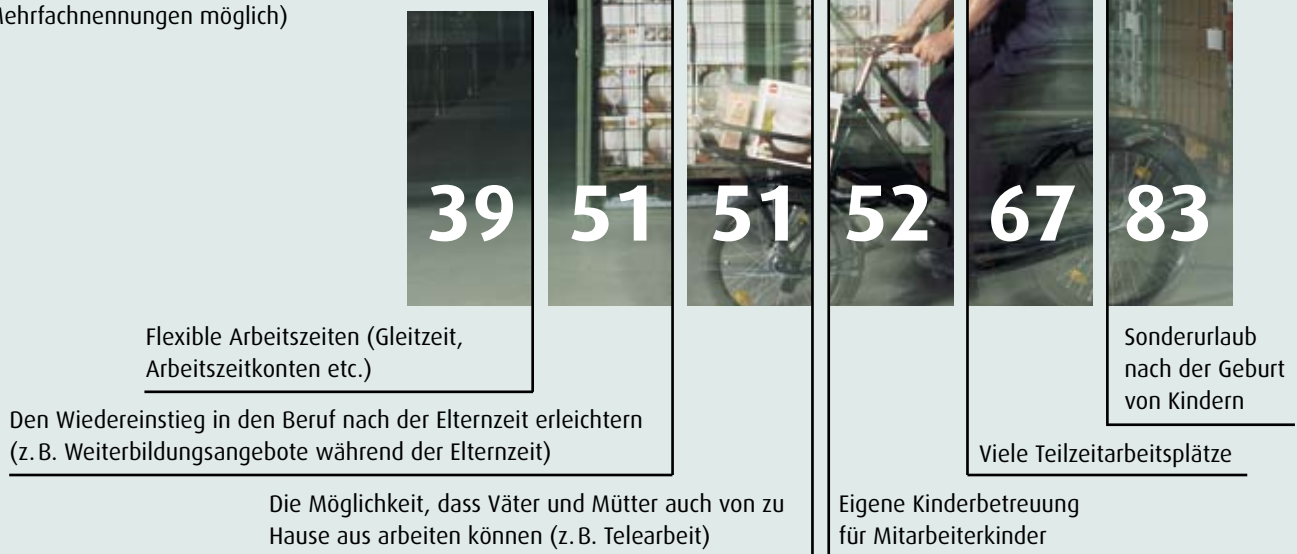 Mehrfachnennungen möglich)
39 51 51 52 67 83
Flexible Arbeitszeiten (Gleitzeit,
Arbeitszeitkonten etc.)
Sonderurlaub
nach der Geburt
von Kindern
Den Wiedereinstieg in den Beruf nach der Elternzeit erleichtern
(z. B. Weiterbildungsangebote während der Elternzeit)
Viele Teilzeitarbeitsplätze
Die Möglichkeit, dass Väter und Mütter auch von zu
Hause aus arbeiten können (z. B. Telearbeit)
Eigene Kinderbetreuung
für Mitarbeiterkinder